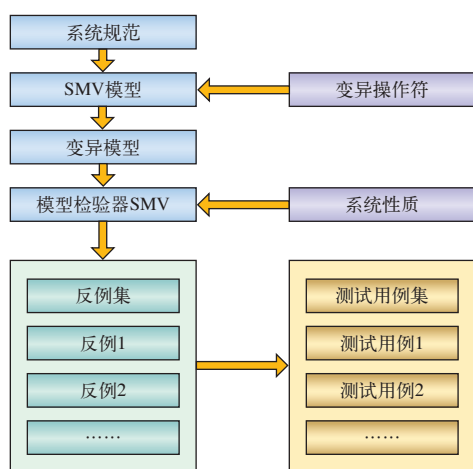 系统规范
SMV模型
变异操作符
变异模型
模型检验器SMV
系统性质
反例集
反例1
反例2
……
测试用例集
测试用例1
测试用例2
……